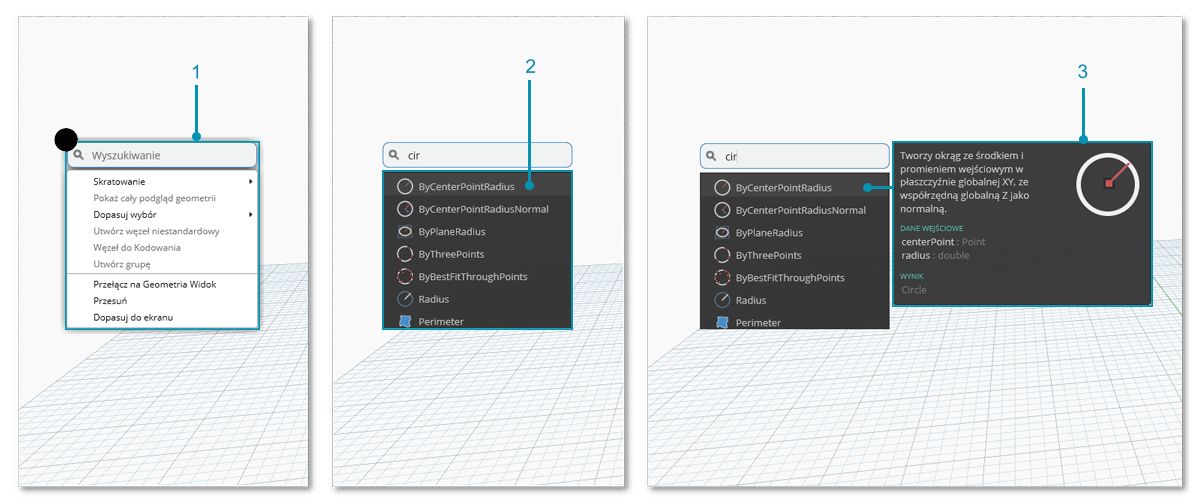 1
Wyszukiwanie
Skratowanie
Pokaż cały podgląd geometrii
Dopasuj wybór
Utwórz węzeł niestandardowy
Węzeł do Kodowania
Utwórz grupę
Przełącz na Geometria Widok
Przesuń
Dopasuj do ekranu
2
cir
ByCenterPointRadius
ByCenterPointRadiusNormal
ByPlaneRadius
ByThreePoints
ByBestFitThroughPoints
Radius
Perimeter
3
cir
ByCenterPointRadius
ByCenterPointRadiusNormal
ByPlaneRadius
ByThreePoints
ByBestFitThroughPoints
Radius
Perimeter
Tworzy okrąg ze środkiem i
promieniem wejściowym w
płaszczyźnie globalnej XY, ze
współrzędną globalną Z jako
normalną.
DANE WEJŚCIOWE
centerPoint : Point
radius : double
WYNIK
Circle